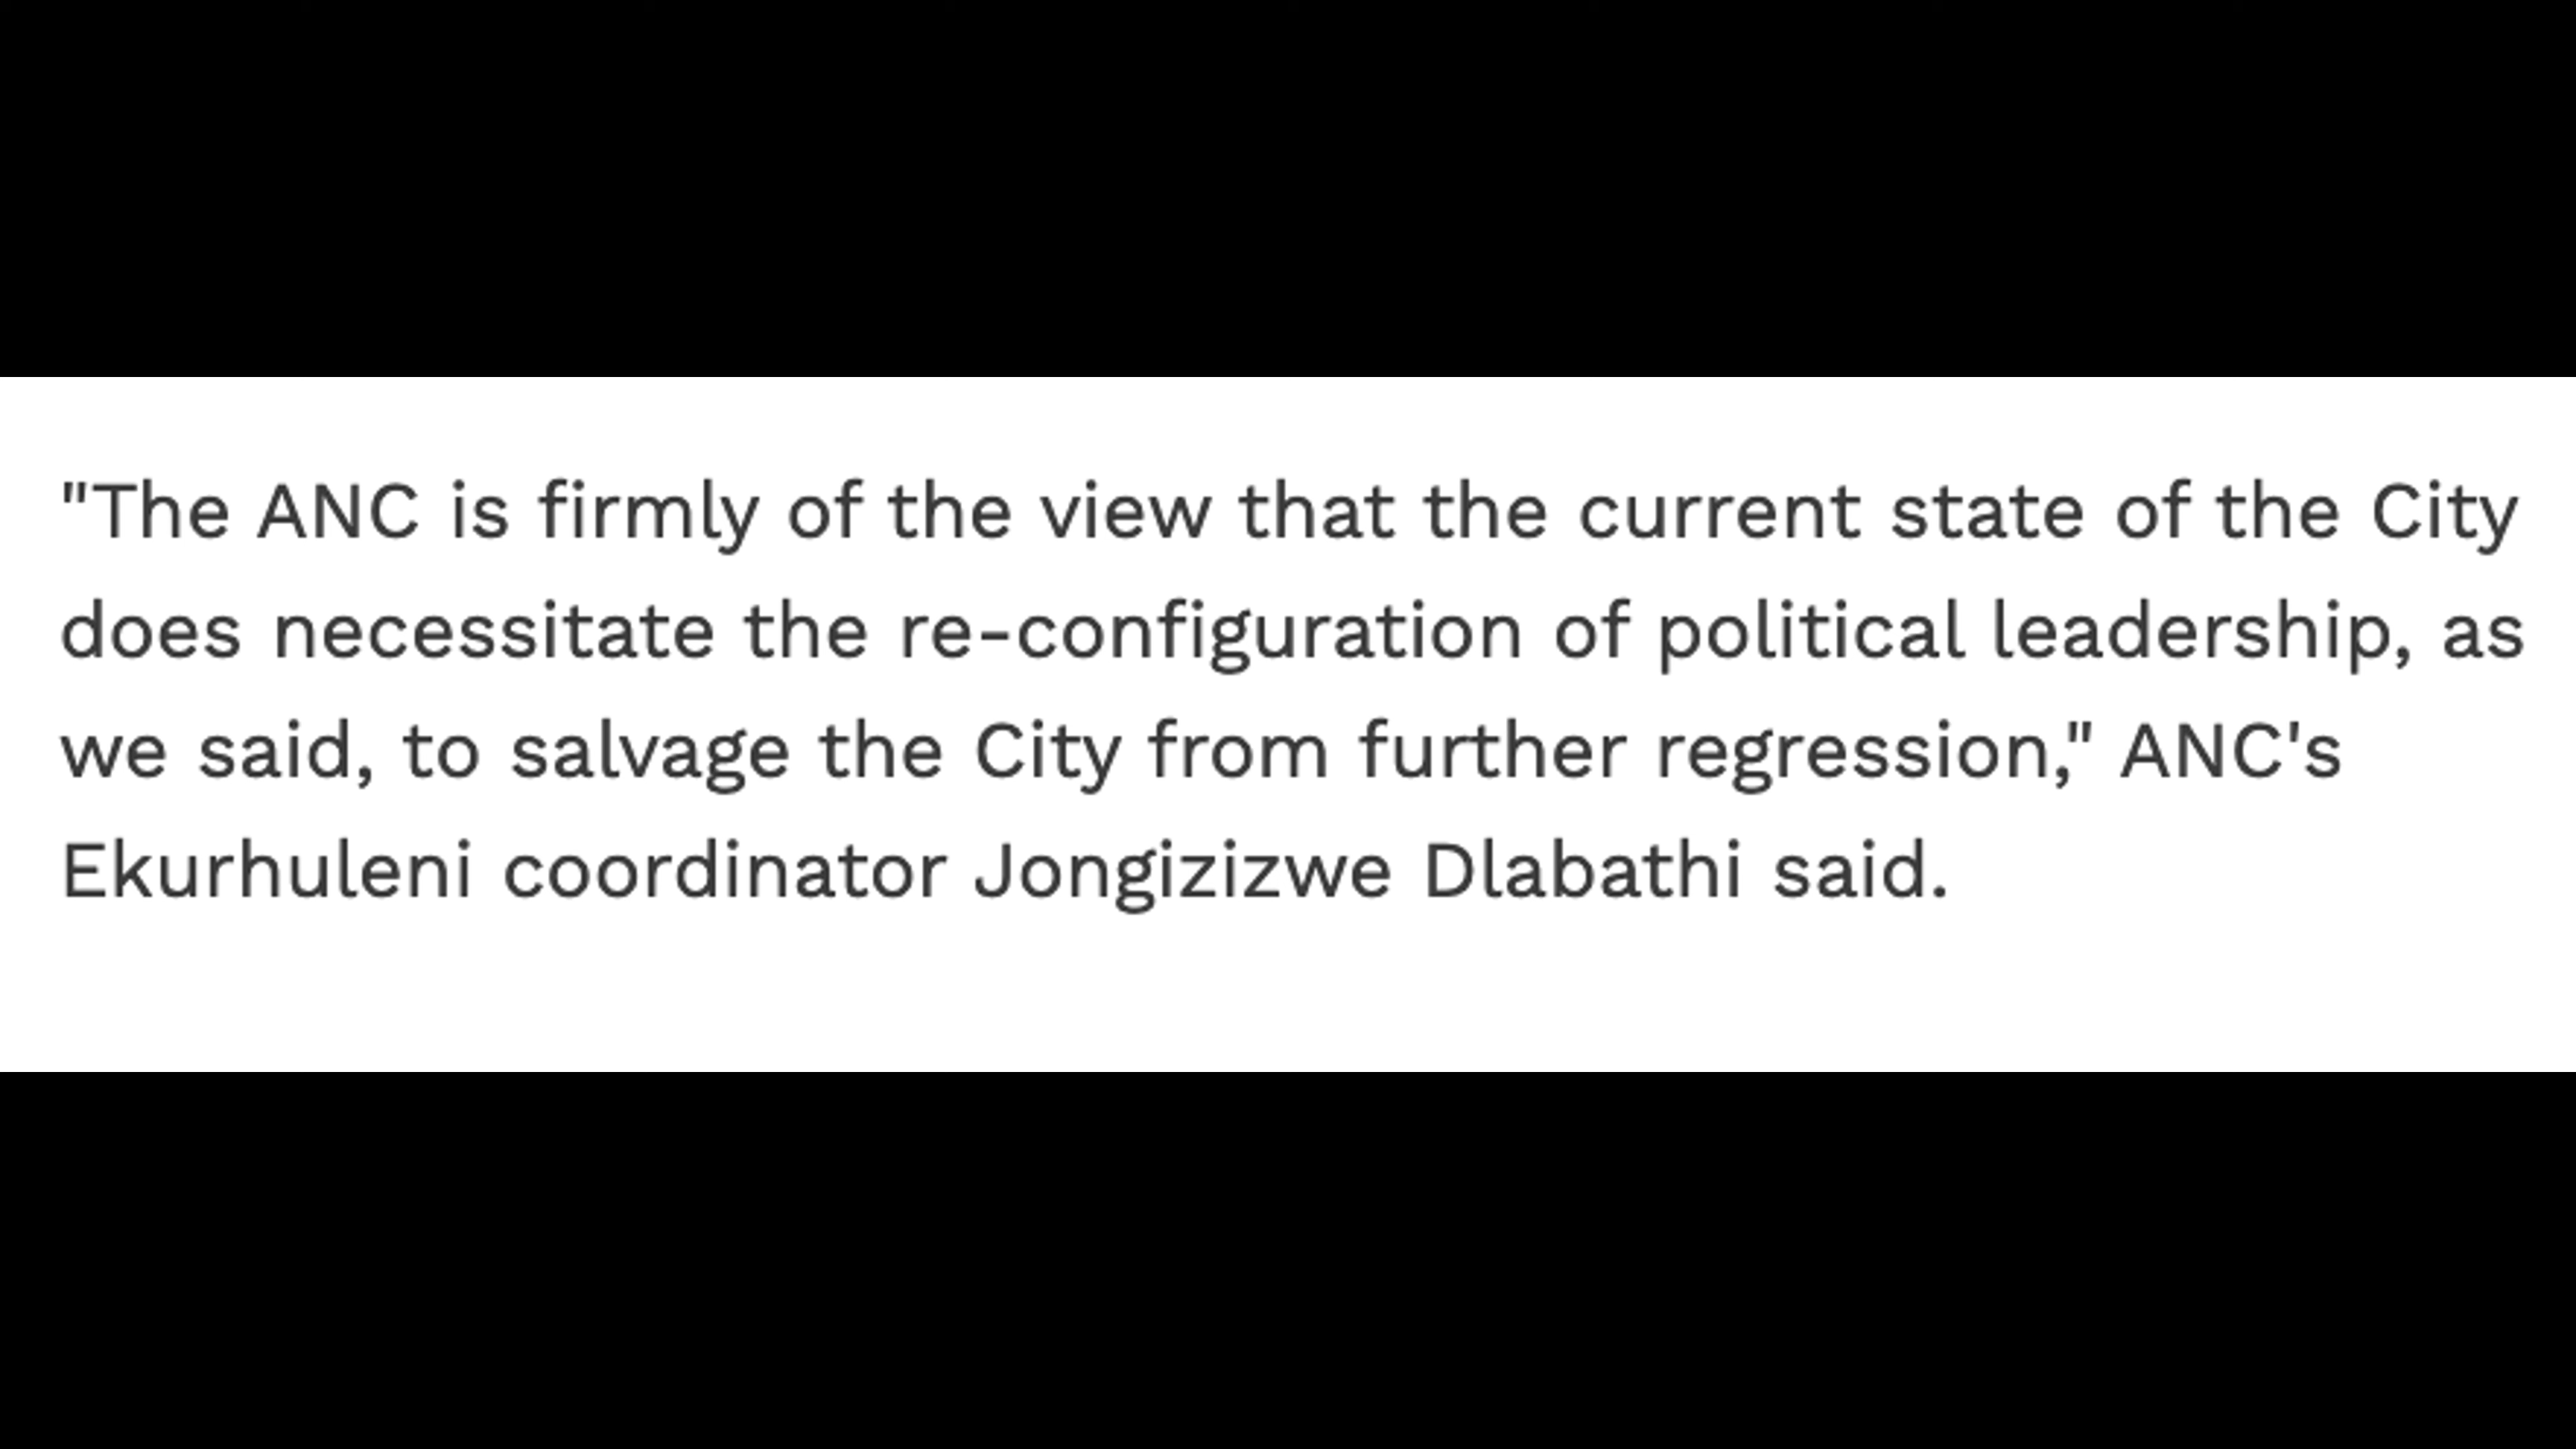 "The ANC is firmly of the view that the current state of the City
does necessitate the re-configuration of political leadership, as
we said, to salvage the City from further regression," ANC's
Ekurhuleni coordinator Jongizizwe Dlabathi said.